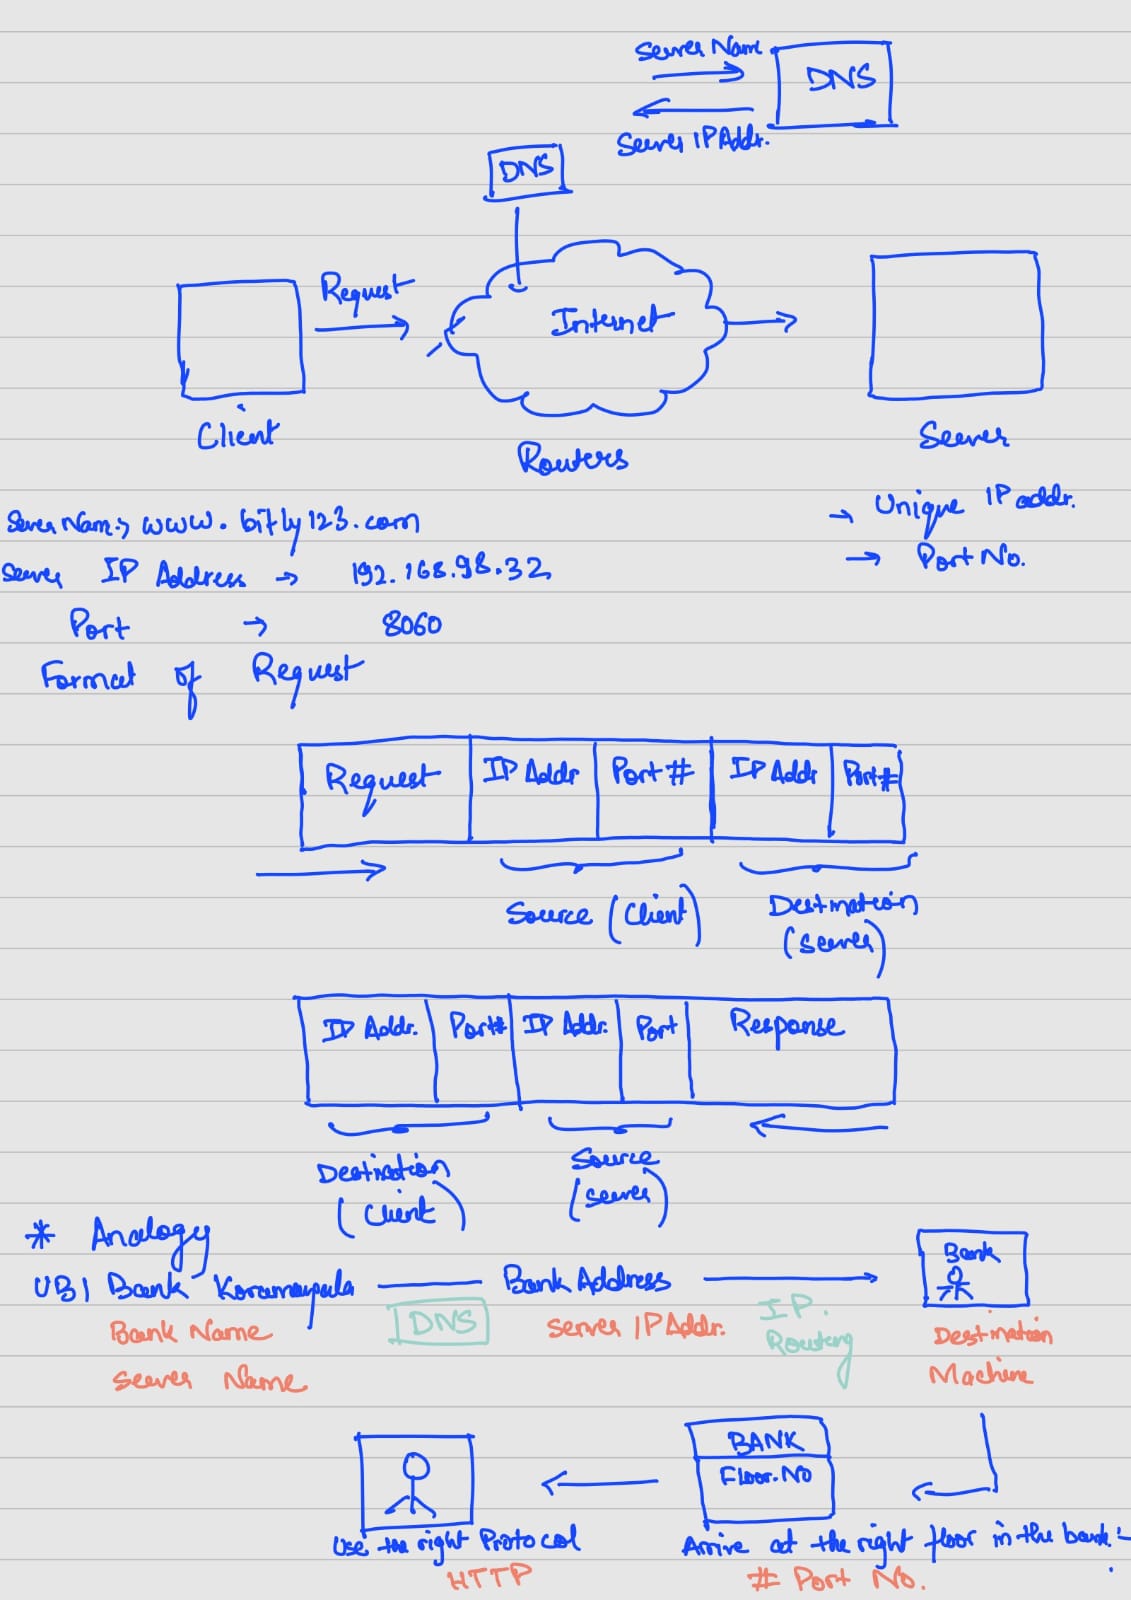 Server Name
DNS
Server IP Addr.
DNS
Request
Internet
Client
Routers
Server
Server Name → www.bitly123.com
→ Unique IP addr.
Server IP Address → 192.168.98.32
→ Port No.
Port → 8060
Format of Request
Request IP Addr Port # IP Addr Port #
Source (Client) Destination (Server)
IP Addr. Port # IP Addr. Port Response
Destination (Client) Source (Server)
* Analogy
UBI Bank Koramangala Bank Address Bank
Bank Name DNS Server IP Addr. IP. Routing Destination
Server Name Machine
BANK
Floor.No
Use the right Protocol Arrive at the right floor in the bank.
HTTP # Port No.